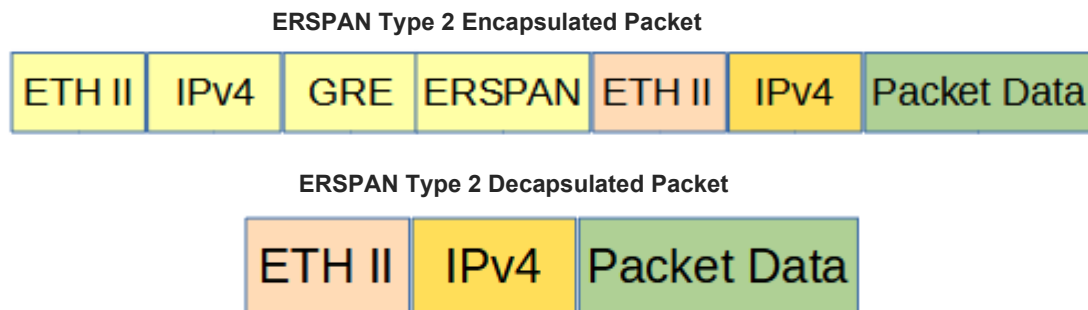 ERSPAN Type 2 Encapsulated Packet
ETH II IPv4 GRE ERSPAN ETH II IPv4 Packet Data
ERSPAN Type 2 Decapsulated Packet
ETH II IPv4 Packet Data